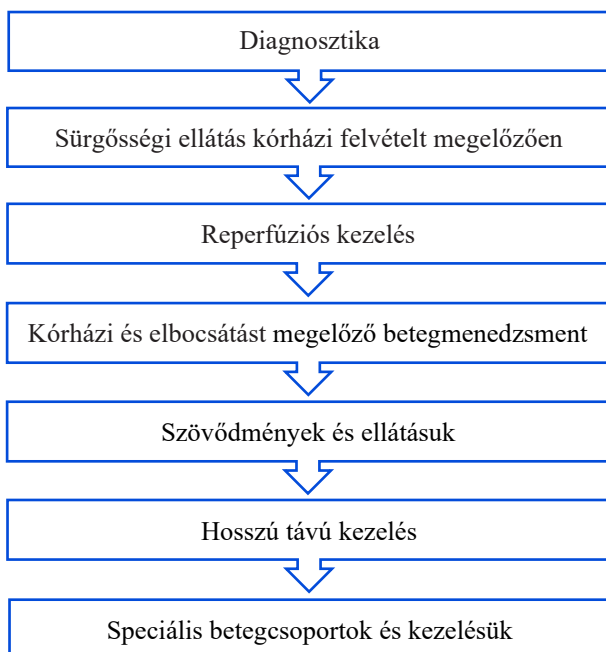 Diagnosztika
Sürgősségi ellátás kórházi felvételt megelőzően
Reperfúziós kezelés
Kórházi és elbocsátást megelőző betegmenedzsment
Szövődmények és ellátásuk
Hosszú távú kezelés
Speciális betegcsoportok és kezelésük